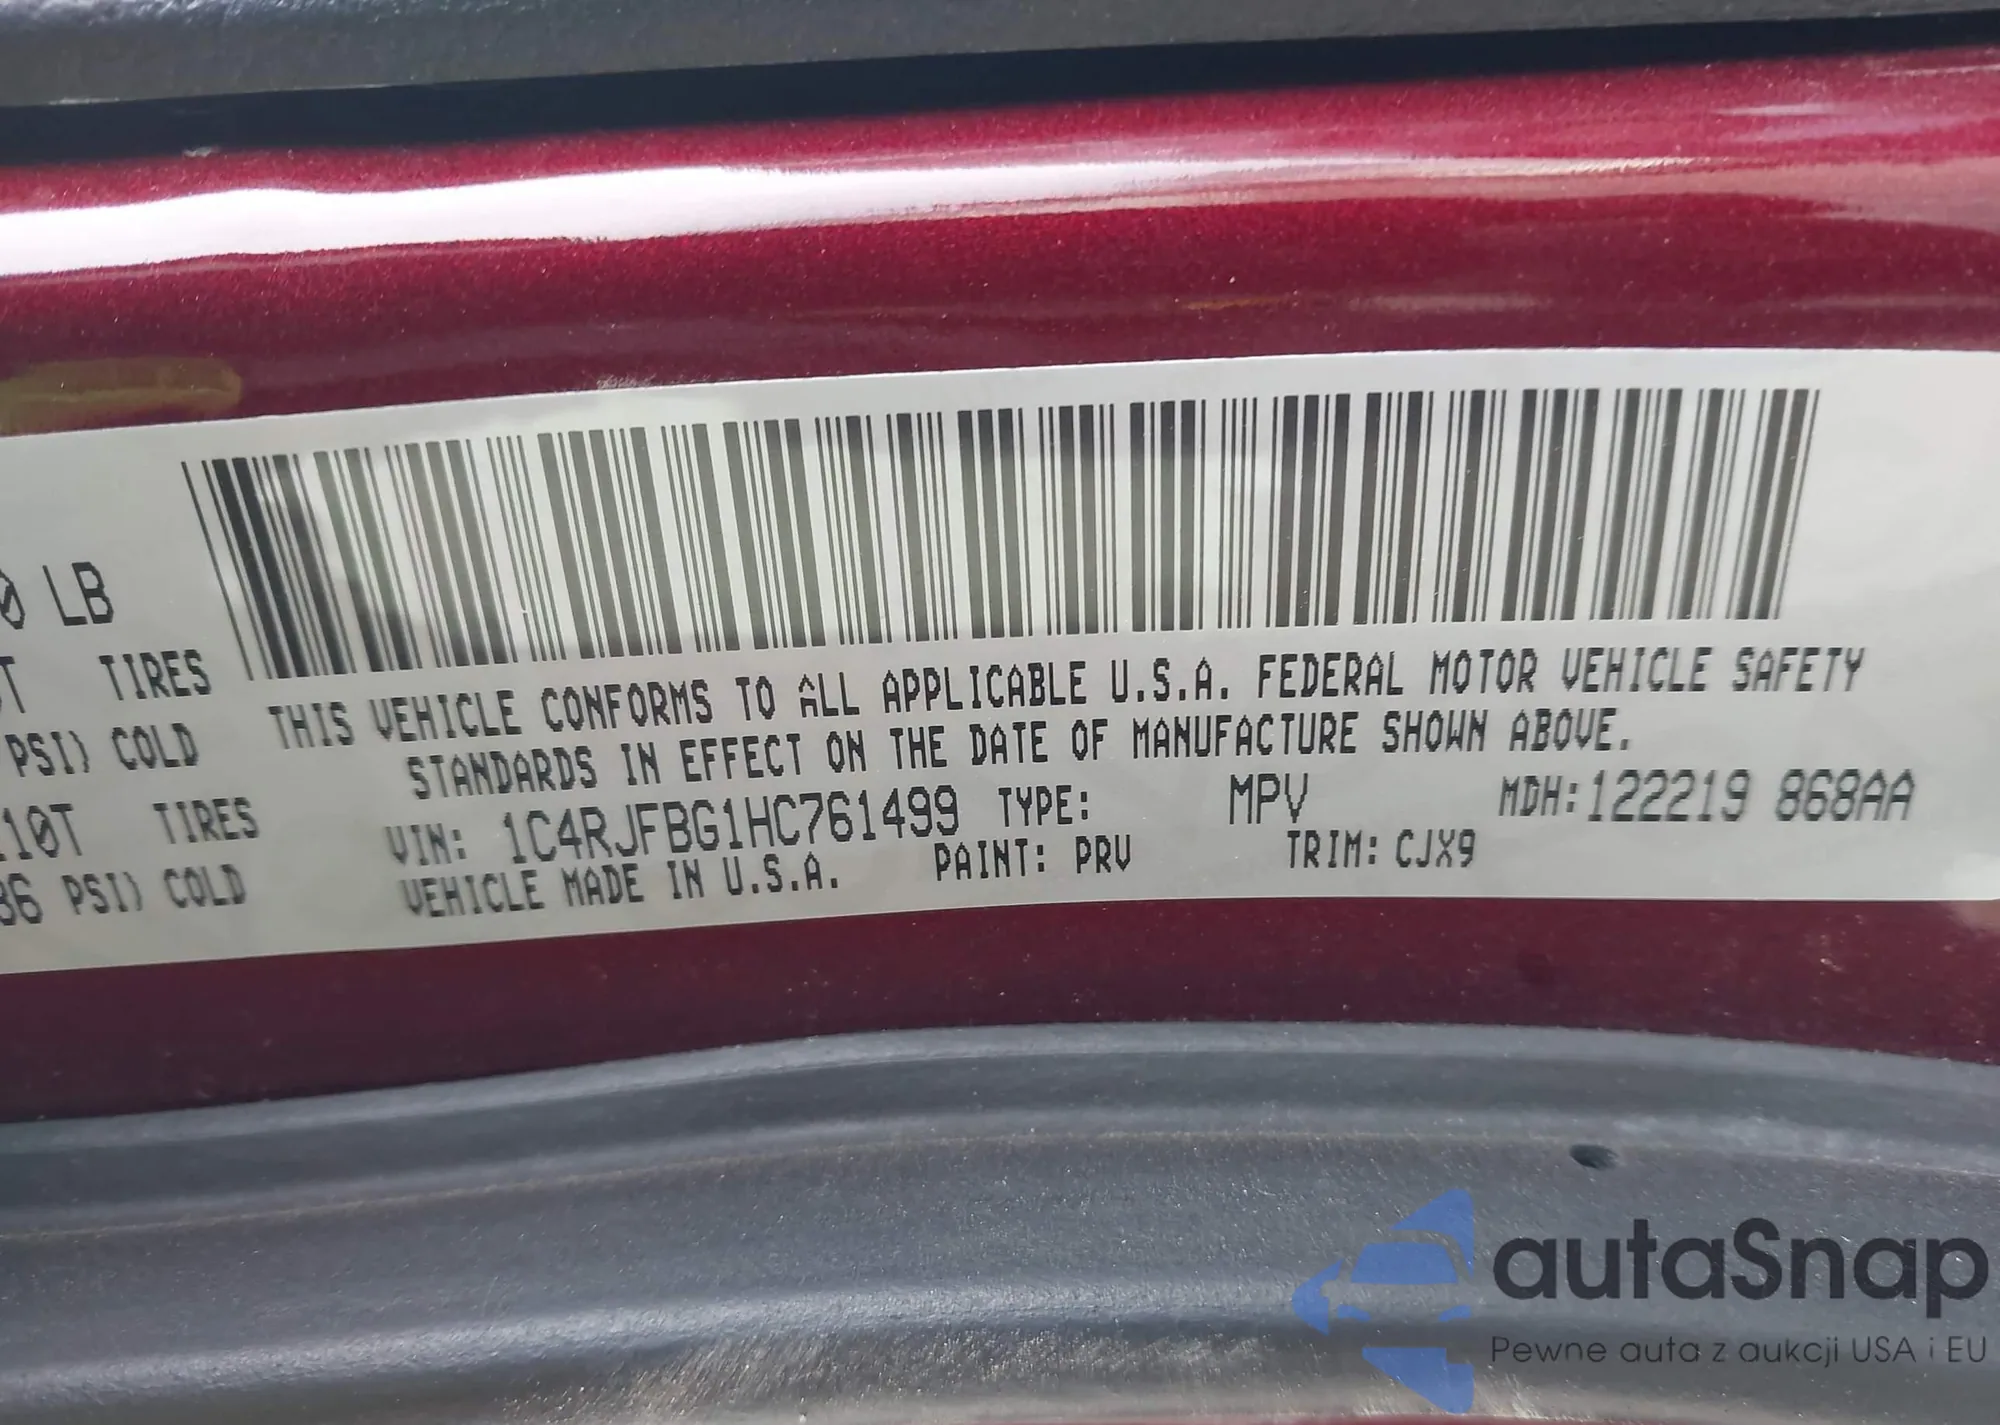 0 LB
T TIRES
PSI) COLD
10T TIRES
36 PSI) COLD
THIS VEHICLE CONFORMS TO ALL APPLICABLE U.S.A. FEDERAL MOTOR VEHICLE SAFETY
STANDARDS IN EFFECT ON THE DATE OF MANUFACTURE SHOWN ABOVE.
VIN: 1C4RJFBG1HC761499 TYPE: MPV MDH:122219 868AA
VEHICLE MADE IN U.S.A. PAINT: PRV TRIM: CJX9
autaSnap
Pewne auta z aukcji USA i EU